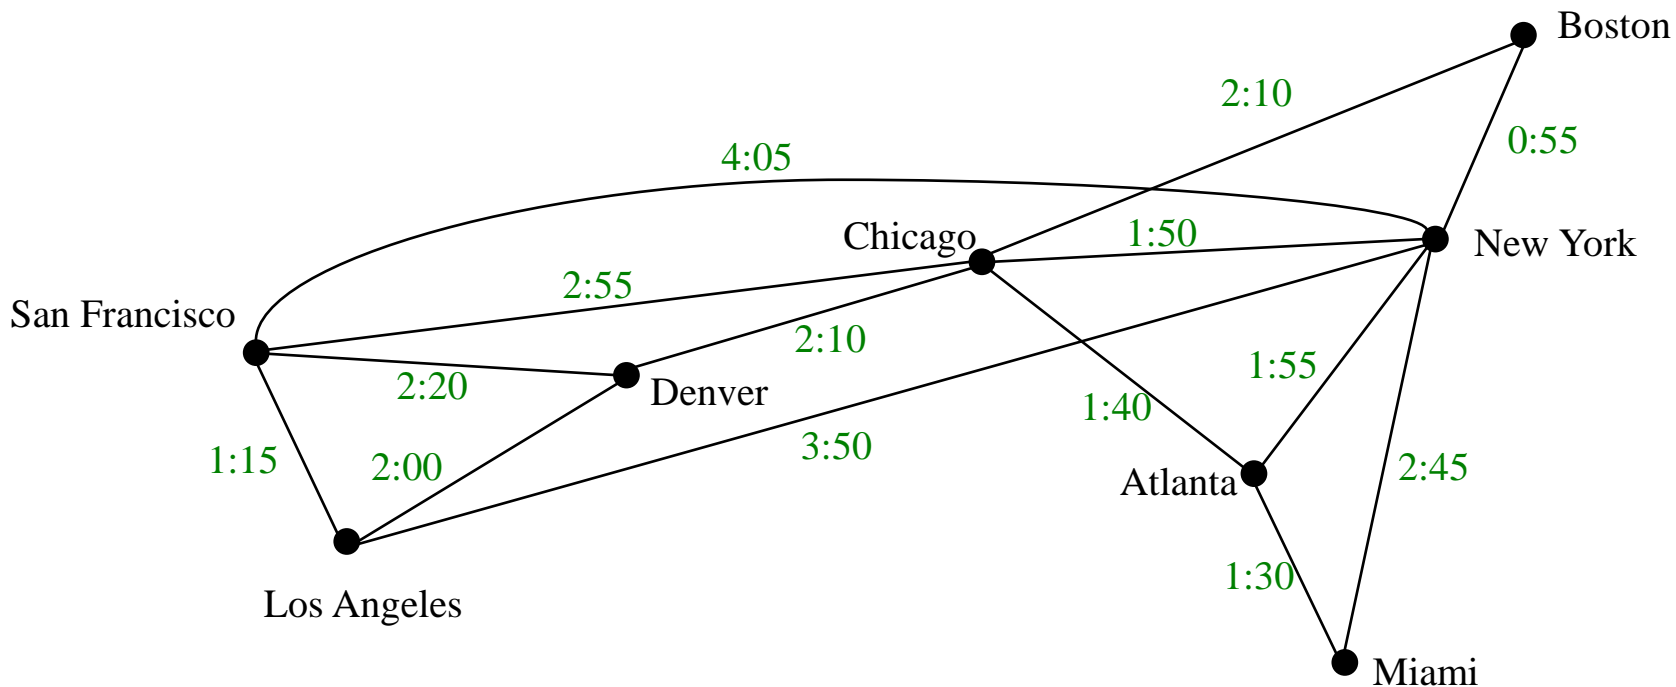 Boston
2:10
0:55
4:05
Chicago
1:50
New York
2:55
San Francisco
2:10
2:20
Denver
1:55
1:40
3:50
1:15
2:00
2:45
Atlanta
1:30
Los Angeles
Miami